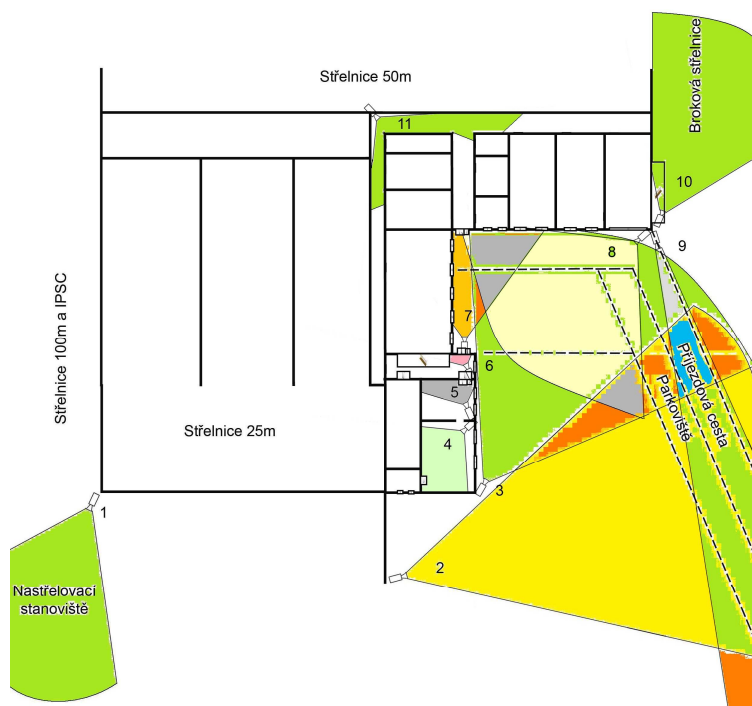 Střelnice 50m
Broková střelnice
11
10
9
8
Střelnice 100m a IPSC
7
6
Příjezdová cesta
Parkoviště
5
4
Střelnice 25m
3
1
2
Nastřelovací
stanoviště